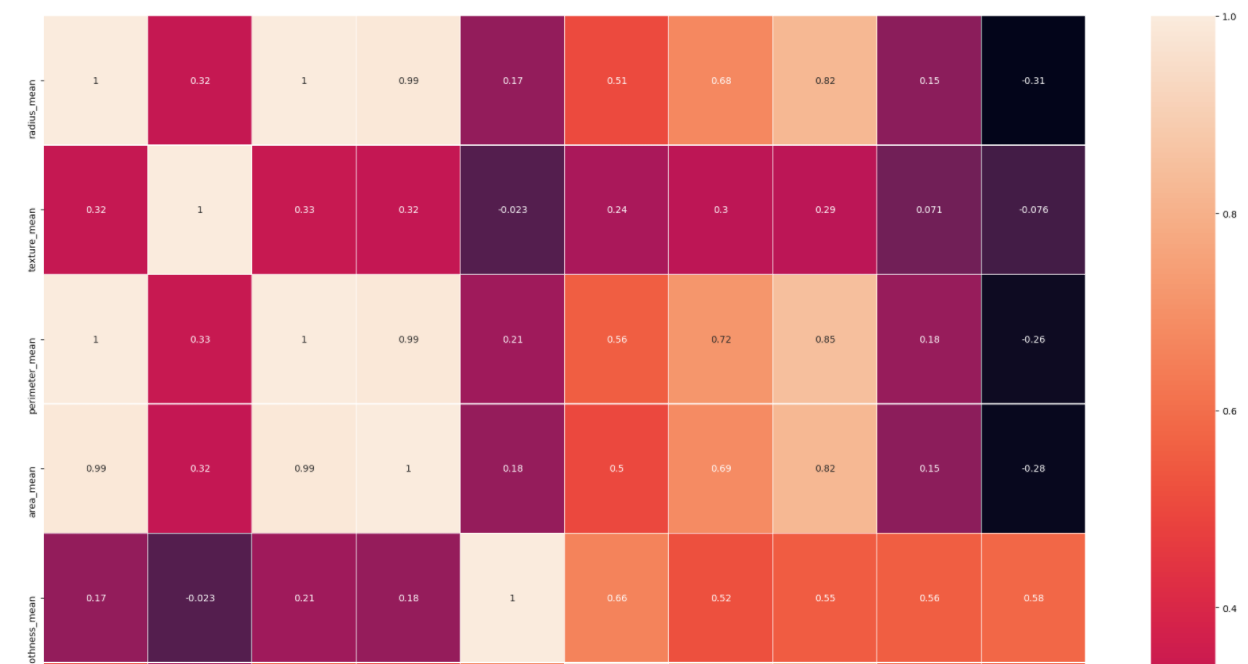 1.0
radius_mean 1 0.32 1 0.99 0.17 0.51 0.68 0.82 0.15 -0.31
0.8
texture_mean 0.32 1 0.33 0.32 -0.023 0.24 0.3 0.29 0.071 -0.076
perimeter_mean 1 0.33 1 0.99 0.21 0.56 0.72 0.85 0.18 -0.26
0.6
area_mean 0.99 0.32 0.99 1 0.18 0.5 0.69 0.82 0.15 -0.28
othness_mean 0.17 -0.023 0.21 0.18 1 0.66 0.52 0.55 0.56 0.58
0.4